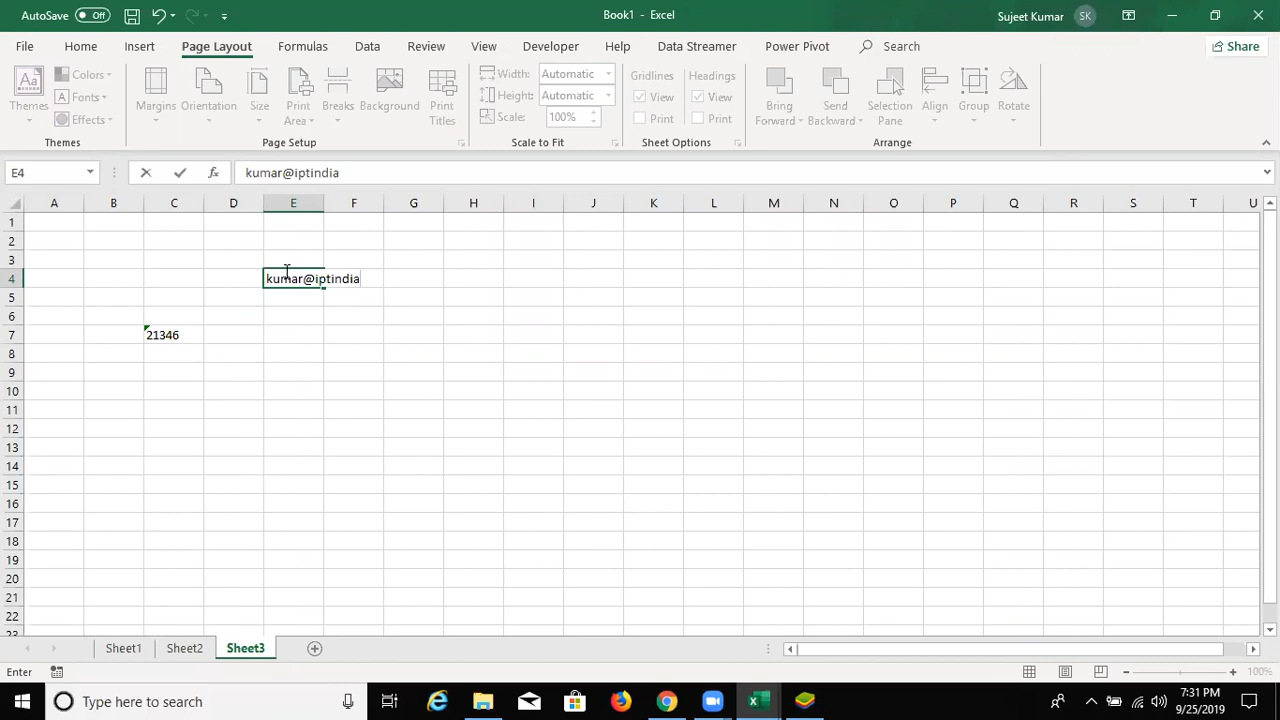 AutoSave Off Book1 - Excel Sujeet Kumar SK
File Home Insert Page Layout Formulas Data Review View Developer Help Data Streamer Power Pivot Search Share
Themes Colors Fonts Effects
Margins Orientation Size Print Area Breaks Background Print Titles
Width: Automatic
Height: Automatic
Scale: 100%
Gridlines Headings
View View
Print Print
Bring Forward Send Backward Selection Pane Align Group Rotate
Themes Page Setup Scale to Fit Sheet Options Arrange
E4 fx kumar@iptindia
A B C D E F G H I J K L M N O P Q R S T U
1
2
3
4 kumar@iptindia
5
6
7 21346
8
9
10
11
12
13
14
15
16
17
18
19
20
21
22
23
Sheet1 Sheet2 Sheet3
Enter 100%
Type here to search 7:31 PM
9/25/2019